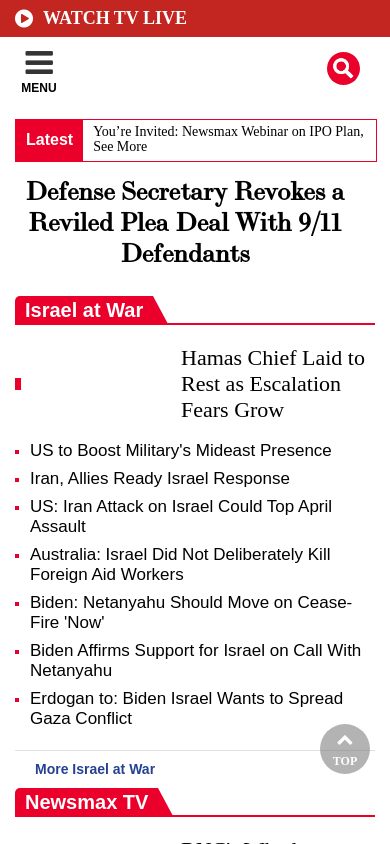 WATCH TV LIVE
MENU
Latest
You’re Invited: Newsmax Webinar on IPO Plan,
See More
Defense Secretary Revokes a
Reviled Plea Deal With 9/11
Defendants
Israel at War
Hamas Chief Laid to
Rest as Escalation
Fears Grow
US to Boost Military's Mideast Presence
Iran, Allies Ready Israel Response
US: Iran Attack on Israel Could Top April
Assault
Australia: Israel Did Not Deliberately Kill
Foreign Aid Workers
Biden: Netanyahu Should Move on Cease-
Fire 'Now'
Biden Affirms Support for Israel on Call With
Netanyahu
Erdogan to: Biden Israel Wants to Spread
Gaza Conflict
TOP
More Israel at War
Newsmax TV